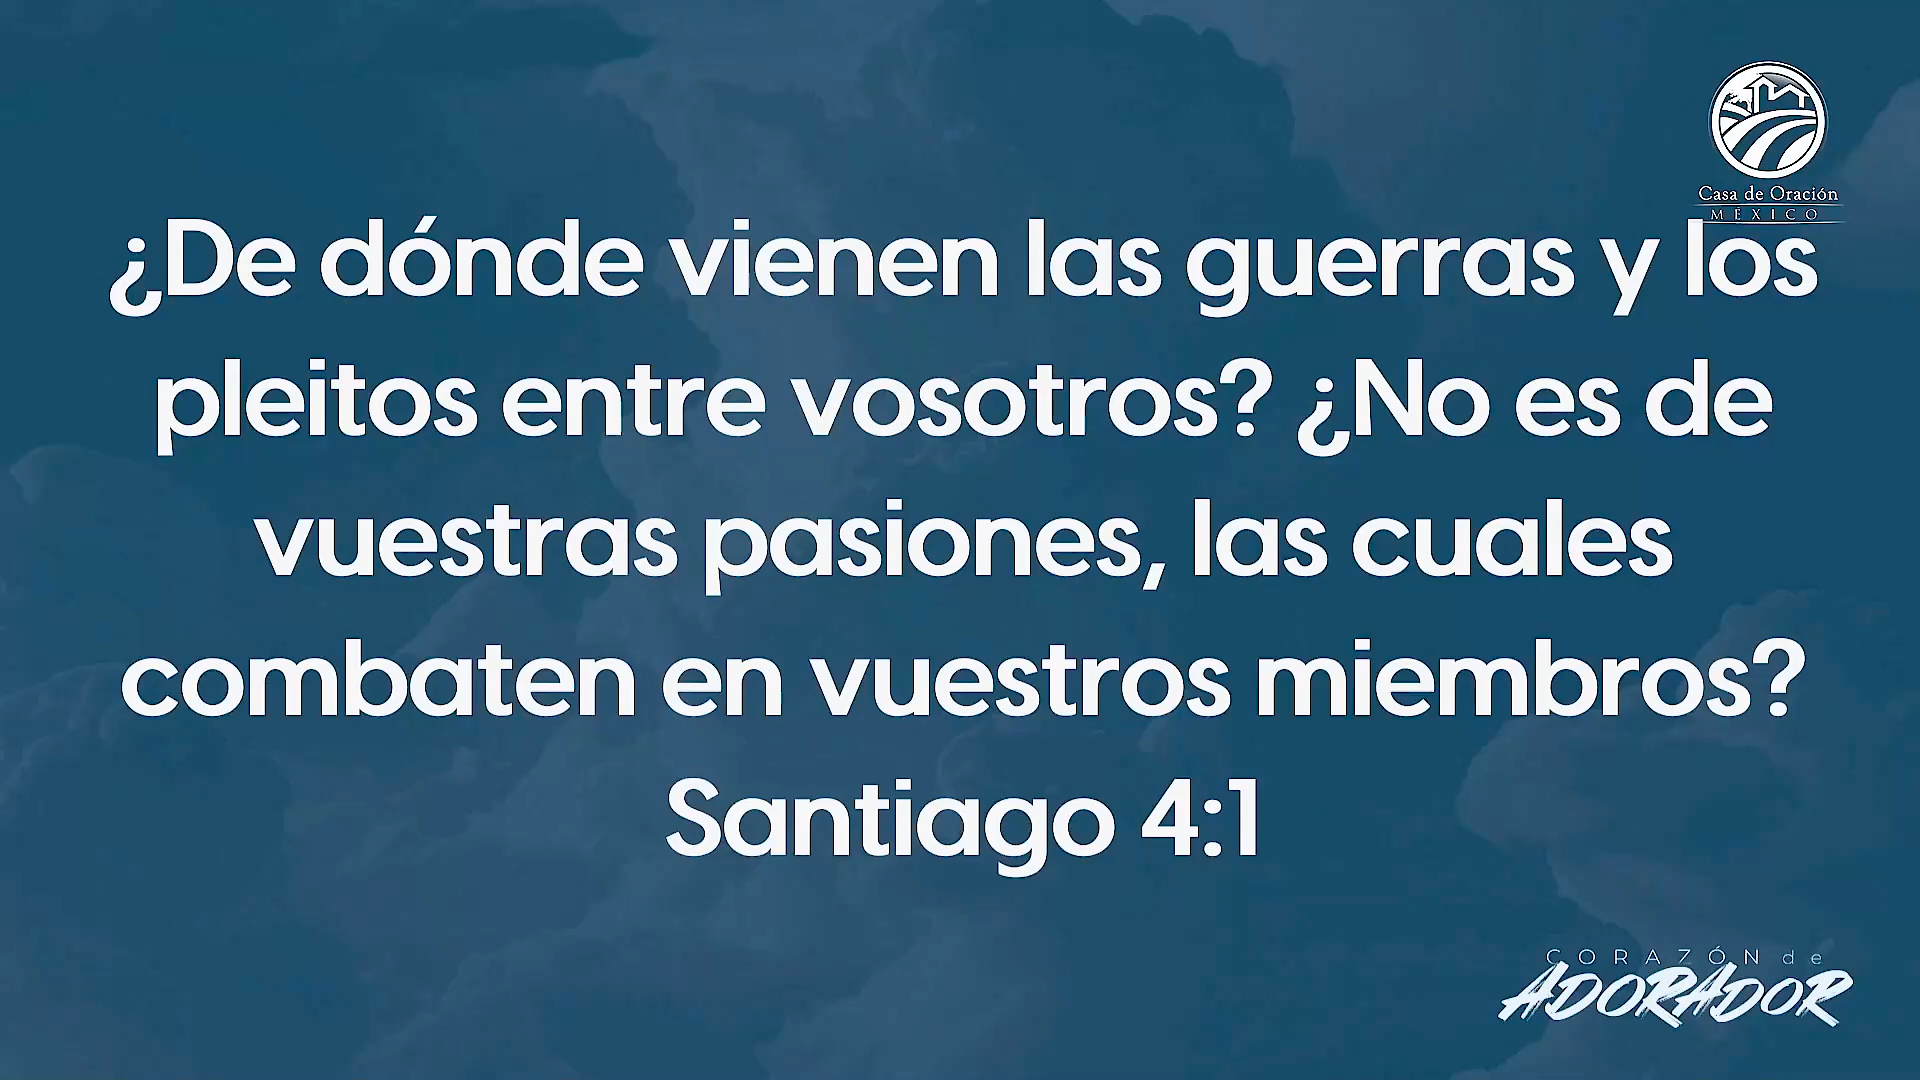 Casa de Oración
MÉXICO
¿De dónde vienen las guerras y los
pleitos entre vosotros? ¿No es de
vuestras pasiones, las cuales
combaten en vuestros miembros?
Santiago 4:1
CORAZÓN de
ADORADOR